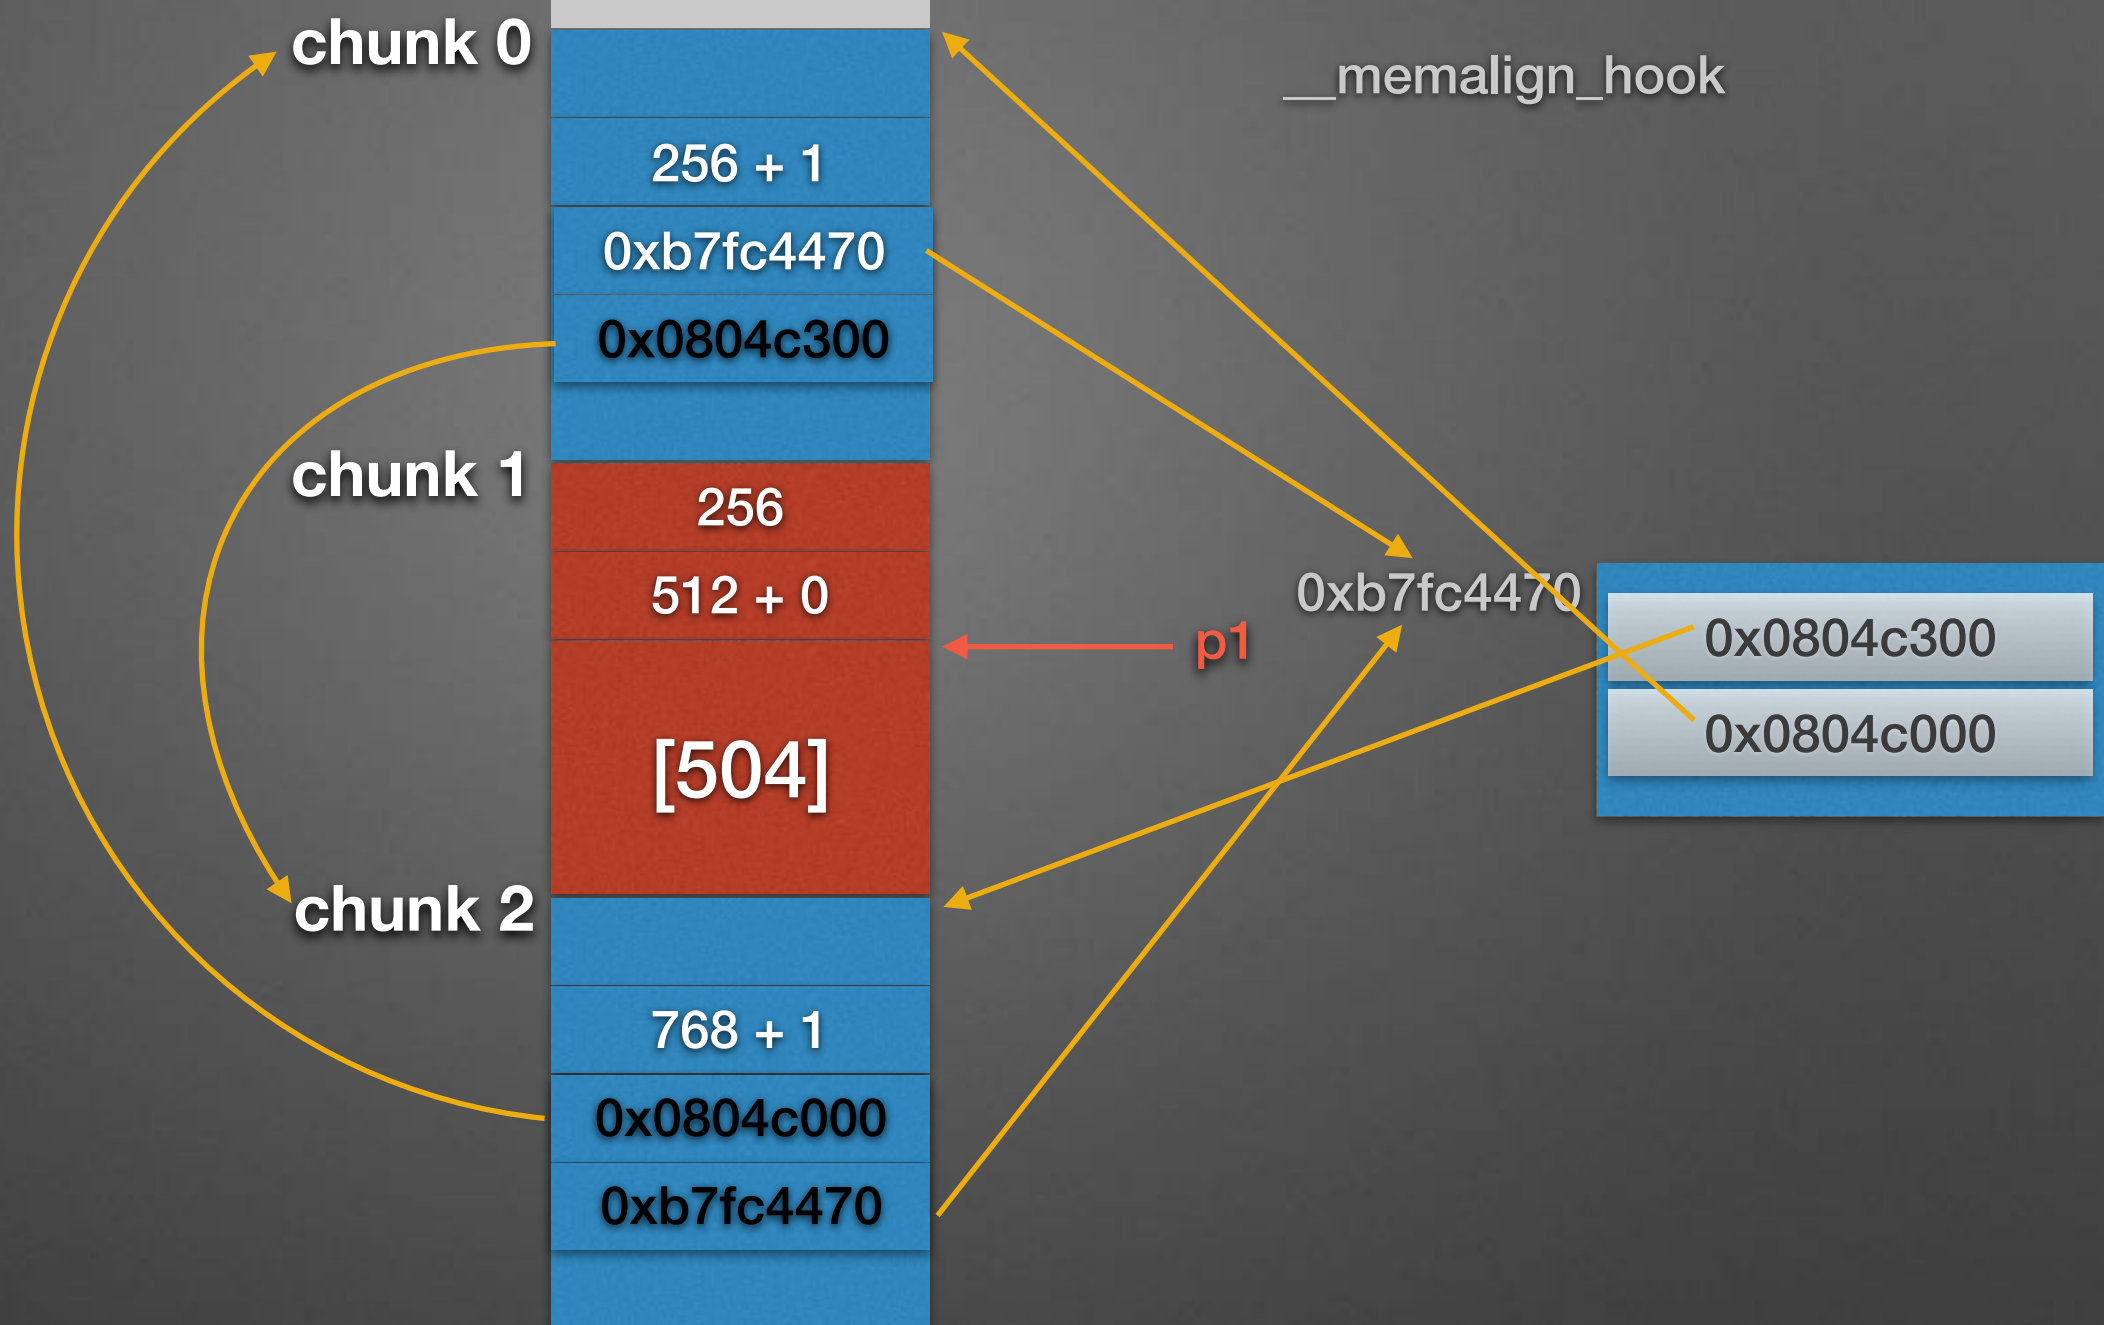 chunk 0
__memalign_hook
256 + 1
0xb7fc4470
0x0804c300
chunk 1
256
512 + 0
0xb7fc4470
p1
0x0804c300
0x0804c000
[504]
chunk 2
768 + 1
0x0804c000
0xb7fc4470